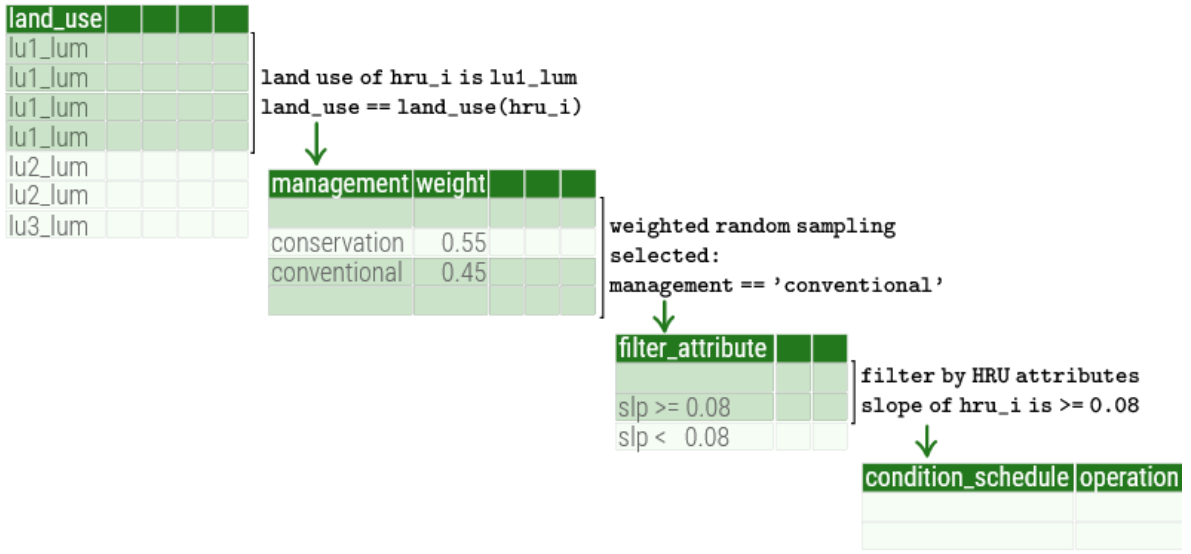 land_use
lu1_lum
lu1_lum
lu1_lum
lu1_lum
lu2_lum
lu2_lum
lu3_lum
land use of hru_i is lu1_lum
land_use == land_use(hru_i)
management weight
conservation 0.55
conventional 0.45
weighted random sampling
selected:
management == ’conventional’
filter_attribute
slp >= 0.08
slp < 0.08
filter by HRU attributes
slope of hru_i is >= 0.08
condition_schedule operation